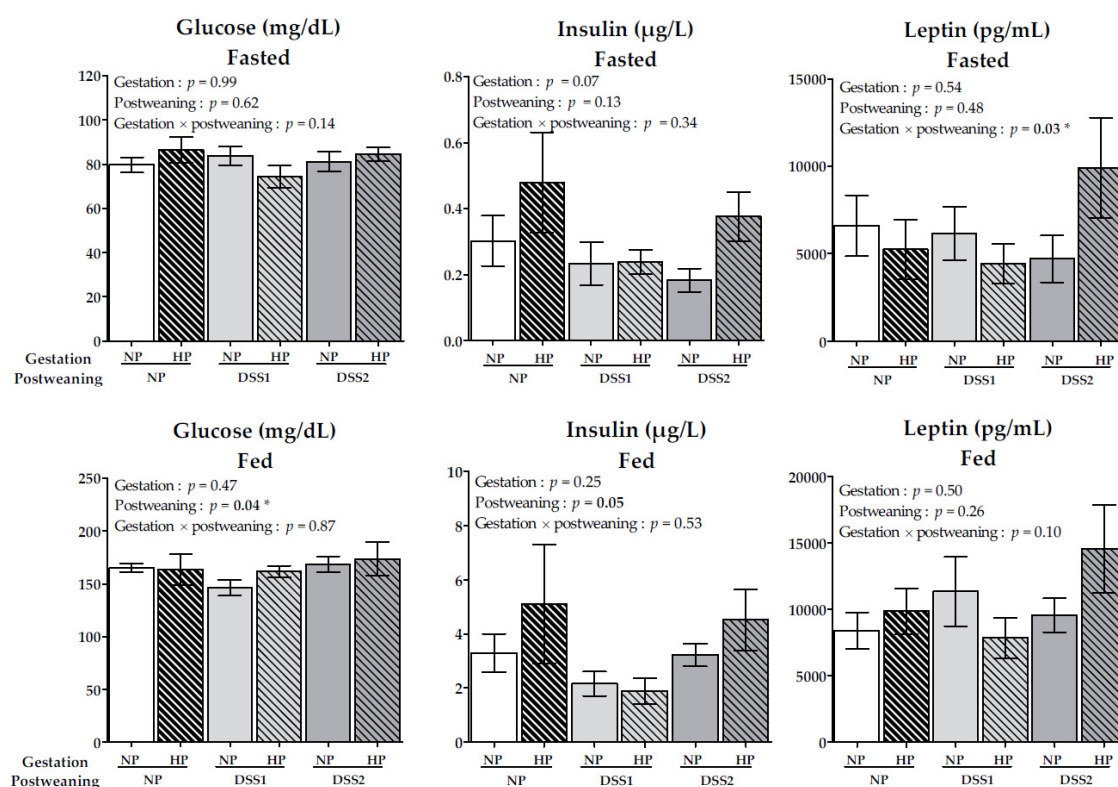 Glucose (mg/dL)
Fasted
Gestation : p = 0.99
Postweaning : p = 0.62
Gestation × postweaning : p = 0.14
120
100
80
60
40
20
0
Gestation NP HP NP HP NP HP
Postweaning NP DSS1 DSS2
Insulin (µg/L)
Fasted
Gestation : p = 0.07
Postweaning : p = 0.13
Gestation × postweaning : p = 0.34
0.8
0.6
0.4
0.2
0.0
NP HP NP HP NP HP
NP DSS1 DSS2
Leptin (pg/mL)
Fasted
Gestation : p = 0.54
Postweaning : p = 0.48
Gestation × postweaning : p = 0.03 *
15000
10000
5000
0
NP HP NP HP NP HP
NP DSS1 DSS2
Glucose (mg/dL)
Fed
Gestation : p = 0.47
Postweaning : p = 0.04 *
Gestation × postweaning : p = 0.87
250
200
150
100
50
0
Gestation NP HP NP HP NP HP
Postweaning NP DSS1 DSS2
Insulin (µg/L)
Fed
Gestation : p = 0.25
Postweaning : p = 0.05
Gestation × postweaning : p = 0.53
10
8
6
4
2
0
NP HP NP HP NP HP
NP DSS1 DSS2
Leptin (pg/mL)
Fed
Gestation : p = 0.50
Postweaning : p = 0.26
Gestation × postweaning : p = 0.10
20000
15000
10000
5000
0
NP HP NP HP NP HP
NP DSS1 DSS2